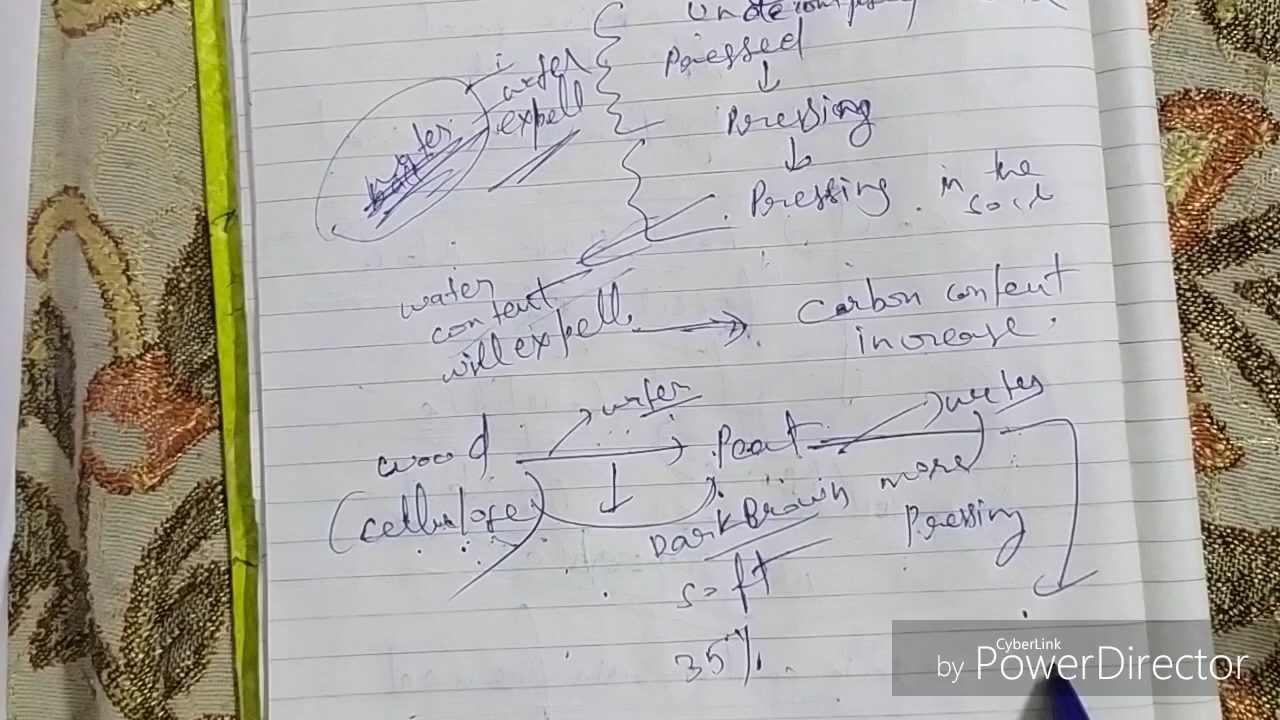 Pressed
water
expell
water
Pressing
Pressing in the
soil
water
content
will expell
Carbon content
increase.
water
water
wood
Peat
(cellulose)
Dark Brown
more
Pressing
soft
35%
CyberLink
by PowerDirector